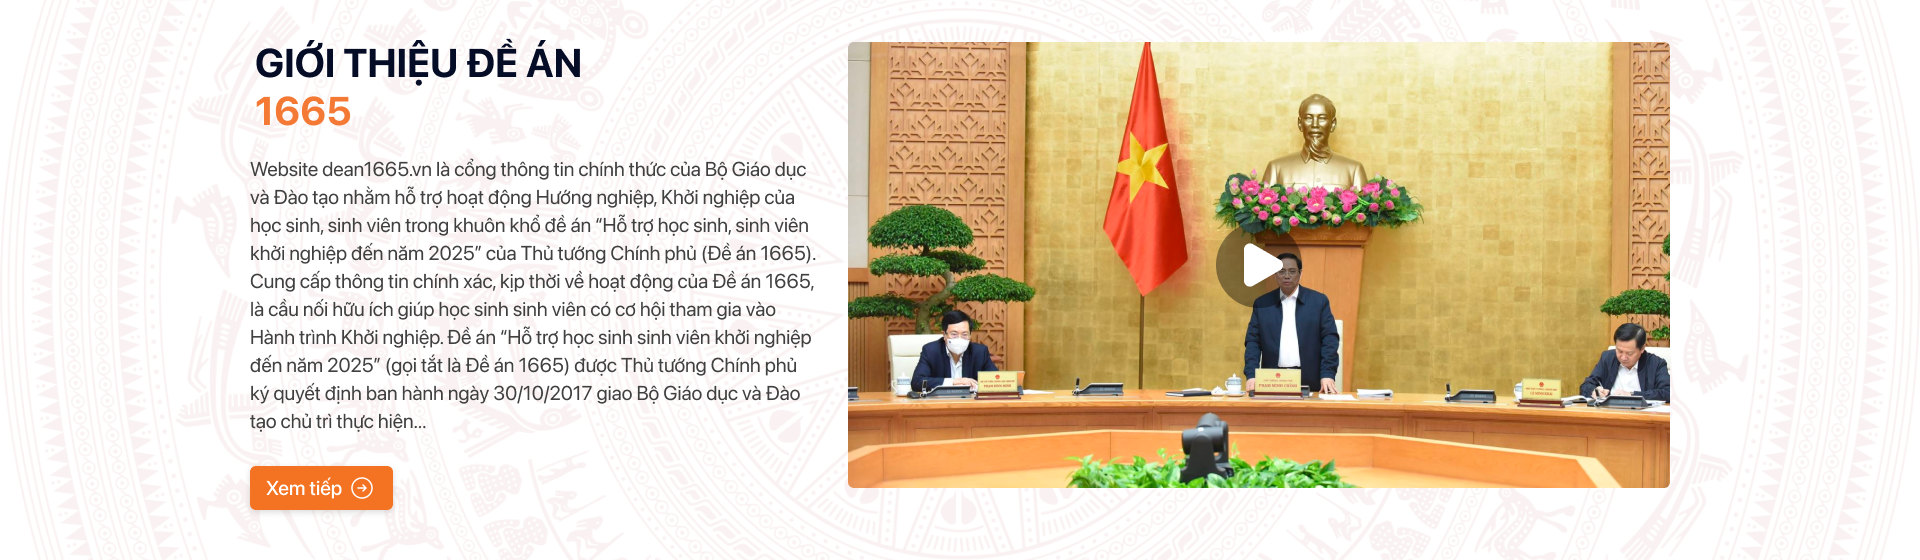 GIỚI THIỆU ĐỀ ÁN
1665
Website dean1665.vn là cổng thông tin chính thức của Bộ Giáo dục
và Đào tạo nhằm hỗ trợ hoạt động Hướng nghiệp, Khởi nghiệp của
học sinh, sinh viên trong khuôn khổ đề án “Hỗ trợ học sinh, sinh viên
khởi nghiệp đến năm 2025” của Thủ tướng Chính phủ (Đề án 1665).
Cung cấp thông tin chính xác, kịp thời về hoạt động của Đề án 1665,
là cầu nối hữu ích giúp học sinh sinh viên có cơ hội tham gia vào
Hành trình Khởi nghiệp. Đề án “Hỗ trợ học sinh sinh viên khởi nghiệp
đến năm 2025” (gọi tắt là Đề án 1665) được Thủ tướng Chính phủ
ký quyết định ban hành ngày 30/10/2017 giao Bộ Giáo dục và Đào
tạo chủ trì thực hiện...
Xem tiếp